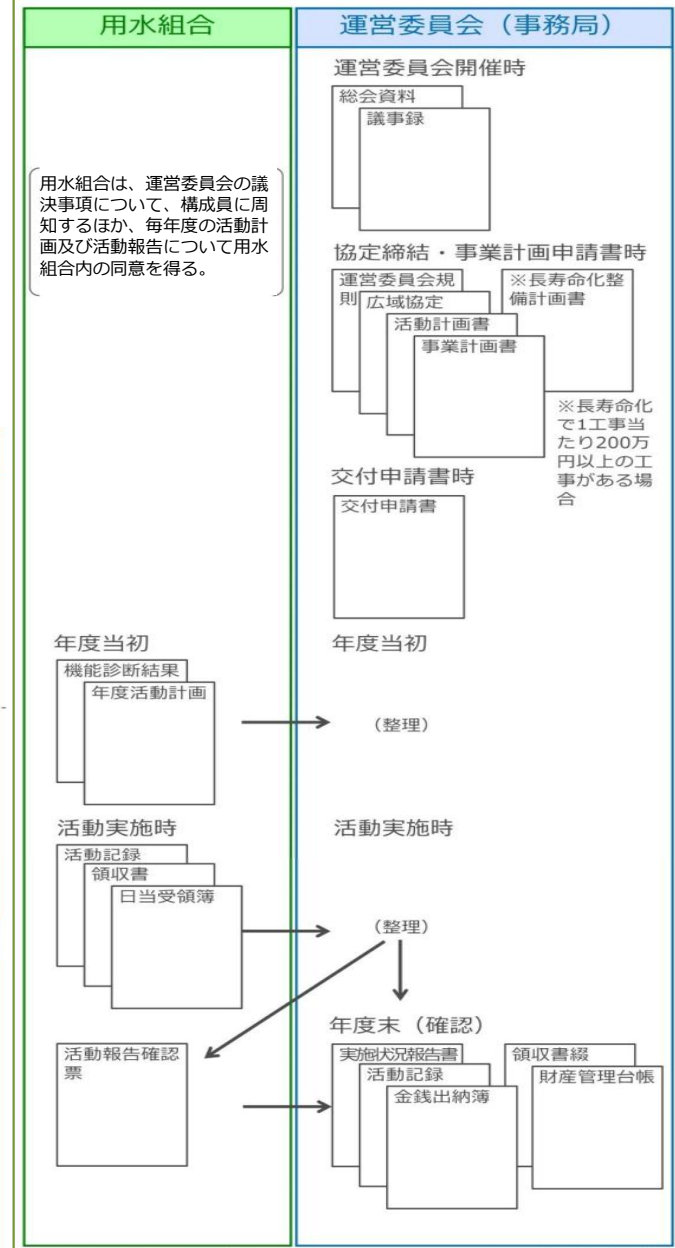 用水組合
運営委員会（事務局）
運営委員会開催時
総会資料
議事録
用水組合は、運営委員会の議
決事項について、構成員に周
知するほか、毎年度の活動計
画及び活動報告について用水
組合内の同意を得る。
協定締結・事業計画申請書時
運営委員会規
則
広域協定
活動計画書
事業計画書
※長寿命化整
備計画書
※長寿命化
で1工事当
たり200万
円以上の工
事がある場
合
交付申請書時
交付申請書
年度当初
機能診断結果
年度活動計画
年度当初
（整理）
活動実施時
活動記録
領収書
日当受領簿
活動実施時
（整理）
活動報告確認
票
年度末（確認）
実施状況報告書
活動記録
金銭出納簿
領収書綴
財産管理台帳